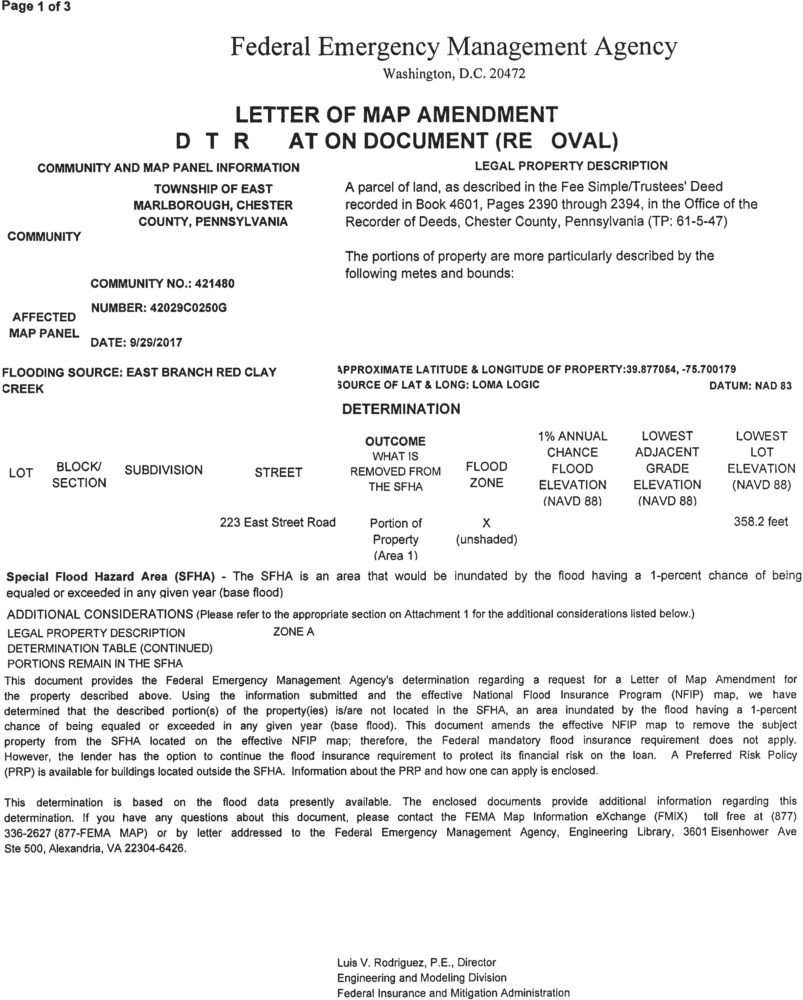 Page 1 of 3
Federal Emergency Management Agency
Washington, D.C. 20472
LETTER OF MAP AMENDMENT
D T R AT ON DOCUMENT (RE OVAL)
COMMUNITY AND MAP PANEL INFORMATION
LEGAL PROPERTY DESCRIPTION
COMMUNITY
TOWNSHIP OF EAST
MARLBOROUGH, CHESTER
COUNTY, PENNSYLVANIA
COMMUNITY NO.: 421480
A parcel of land, as described in the Fee Simple/Trustees' Deed
recorded in Book 4601, Pages 2390 through 2394, in the Office of the
Recorder of Deeds, Chester County, Pennsylvania (TP: 61-5-47)
The portions of property are more particularly described by the
following metes and bounds:
AFFECTED
MAP PANEL
NUMBER: 42029C0250G
DATE: 9/29/2017
FLOODING SOURCE: EAST BRANCH RED CLAY
CREEK
APPROXIMATE LATITUDE & LONGITUDE OF PROPERTY:39.877054, -75.700179
SOURCE OF LAT & LONG: LOMA LOGIC DATUM: NAD 83
DETERMINATION
LOT
BLOCK/
SECTION
SUBDIVISION
STREET
OUTCOME
WHAT IS
REMOVED FROM
THE SFHA
FLOOD
ZONE
1% ANNUAL
CHANCE
FLOOD
ELEVATION
(NAVD 88)
LOWEST
ADJACENT
GRADE
ELEVATION
(NAVD 88)
LOWEST
LOT
ELEVATION
(NAVD 88)
223 East Street Road
Portion of
Property
(Area 1)
X
(unshaded)
358.2 feet
Special Flood Hazard Area (SFHA) - The SFHA is an area that would be inundated by the flood having a 1-percent chance of being
equaled or exceeded in any given year (base flood)
ADDITIONAL CONSIDERATIONS (Please refer to the appropriate section on Attachment 1 for the additional considerations listed below.)
LEGAL PROPERTY DESCRIPTION ZONE A
DETERMINATION TABLE (CONTINUED)
PORTIONS REMAIN IN THE SFHA
This document provides the Federal Emergency Management Agency's determination regarding a request for a Letter of Map Amendment for
the property described above. Using the information submitted and the effective National Flood Insurance Program (NFIP) map, we have
determined that the described portion(s) of the property(ies) is/are not located in the SFHA, an area inundated by the flood having a 1-percent
chance of being equaled or exceeded in any given year (base flood). This document amends the effective NFIP map to remove the subject
property from the SFHA located on the effective NFIP map; therefore, the Federal mandatory flood insurance requirement does not apply.
However, the lender has the option to continue the flood insurance requirement to protect its financial risk on the loan. A Preferred Risk Policy
(PRP) is available for buildings located outside the SFHA. Information about the PRP and how one can apply is enclosed.
This determination is based on the flood data presently available. The enclosed documents provide additional information regarding this
determination. If you have any questions about this document, please contact the FEMA Map Information eXchange (FMIX) toll free at (877)
336-2627 (877-FEMA MAP) or by letter addressed to the Federal Emergency Management Agency, Engineering Library, 3601 Eisenhower Ave
Ste 500, Alexandria, VA 22304-6426.
Luis V. Rodriguez, P.E., Director
Engineering and Modeling Division
Federal Insurance and Mitigation Administration